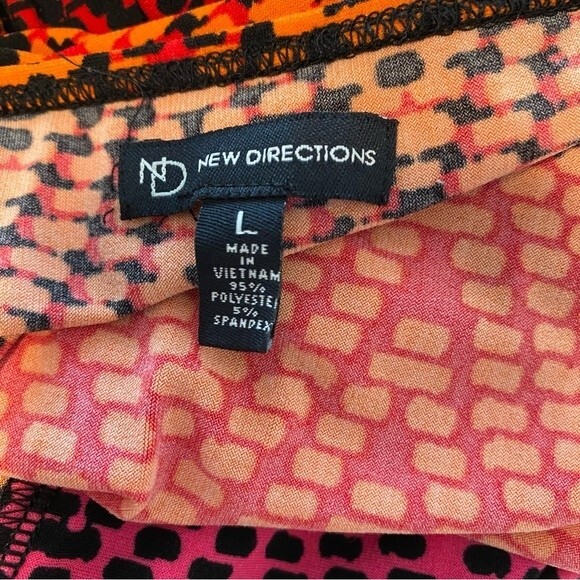 ND NEW DIRECTIONS
L
MADE
IN
VIETNAM
95%
POLYESTER
5%
SPANDEX